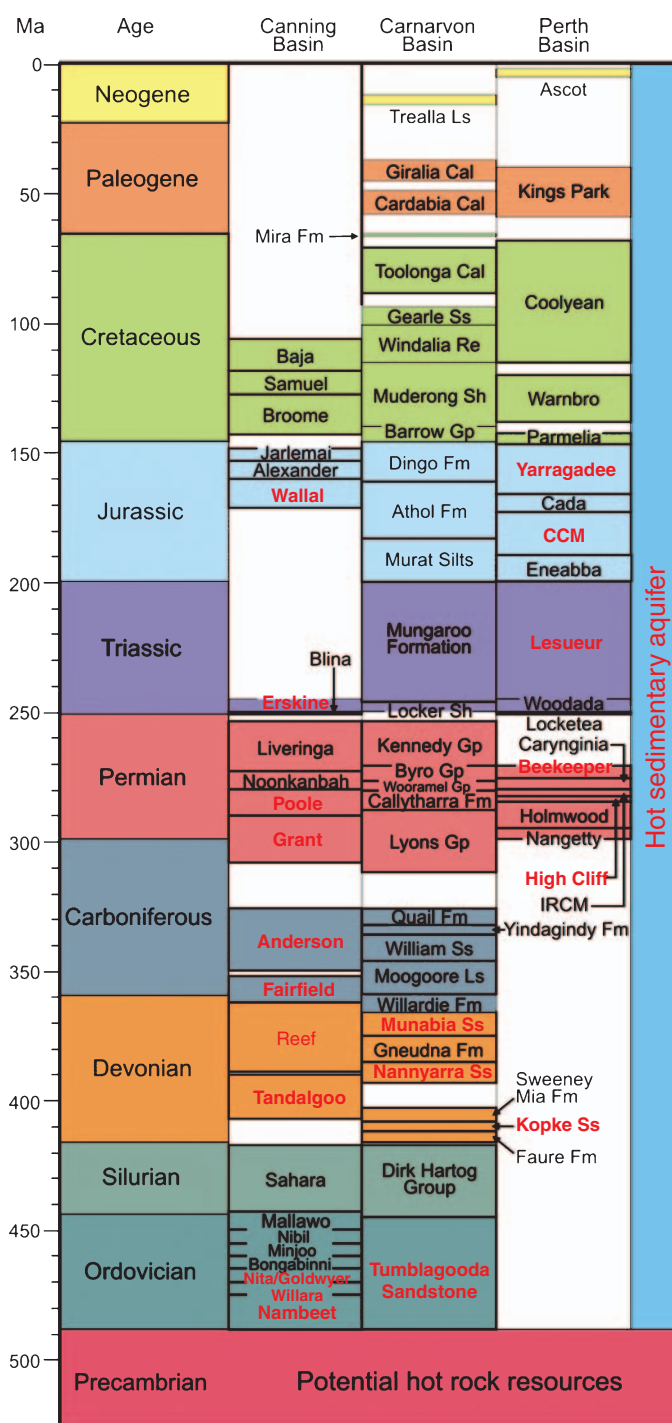 Ma
Age
Canning
Basin
Carnarvon
Basin
Perth
Basin
0
50
100
150
200
250
300
350
400
450
500
Neogene
Paleogene
Cretaceous
Jurassic
Triassic
Permian
Carboniferous
Devonian
Silurian
Ordovician
Precambrian
Mira Fm
Baja
Samuel
Broome
Jarlemai
Alexander
Wallal
Blina
Erskine
Liveringa
Noonkanbah
Poole
Grant
Anderson
Fairfield
Reef
Tandalgoo
Sahara
Mallawo
Nibil
Minjoo
Bongabinni
Nita/Goldwyer
Willara
Nambeet
Trealla Ls
Giralia Cal
Cardabia Cal
Toolonga Cal
Gearle Ss
Windalia Re
Muderong Sh
Barrow Gp
Dingo Fm
Athol Fm
Murat Silts
Mungaroo
Formation
Locker Sh
Kennedy Gp
Byro Gp
Wooramel Gp
Callytharra Fm
Lyons Gp
Quail Fm
Yindagindy Fm
William Ss
Moogoore Ls
Willardie Fm
Munabia Ss
Gneudna Fm
Nannyarra Ss
Sweeney
Mia Fm
Kopke Ss
Faure Fm
Dirk Hartog
Group
Tumblagooda
Sandstone
Ascot
Kings Park
Coolyean
Warnbro
Parmelia
Yarragadee
Cada
CCM
Eneabba
Lesueur
Woodada
Locketea
Carynginia
Beekeeper
Holmwood
Nangetty
High Cliff
IRCM
Hot sedimentary aquifer
Potential hot rock resources